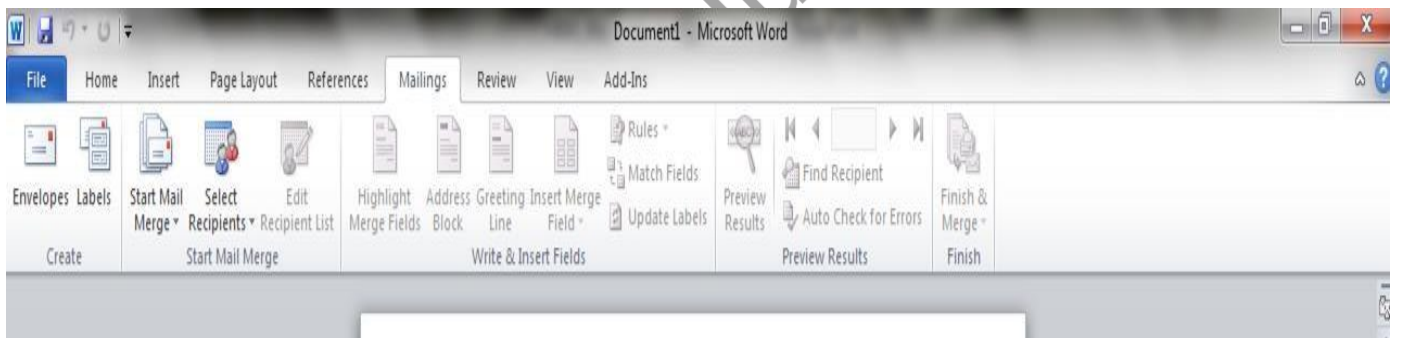 Document1 - Microsoft Word
File Home Insert Page Layout References Mailings Review View Add-Ins
Envelopes Labels
Create
Start Mail Merge
Select Recipients
Edit Recipient List
Start Mail Merge
Highlight Merge Fields
Address Block
Greeting Line
Insert Merge Field
Rules
Match Fields
Update Labels
Write & Insert Fields
ABC
Preview Results
Find Recipient
Auto Check for Errors
Preview Results
Finish & Merge
Finish